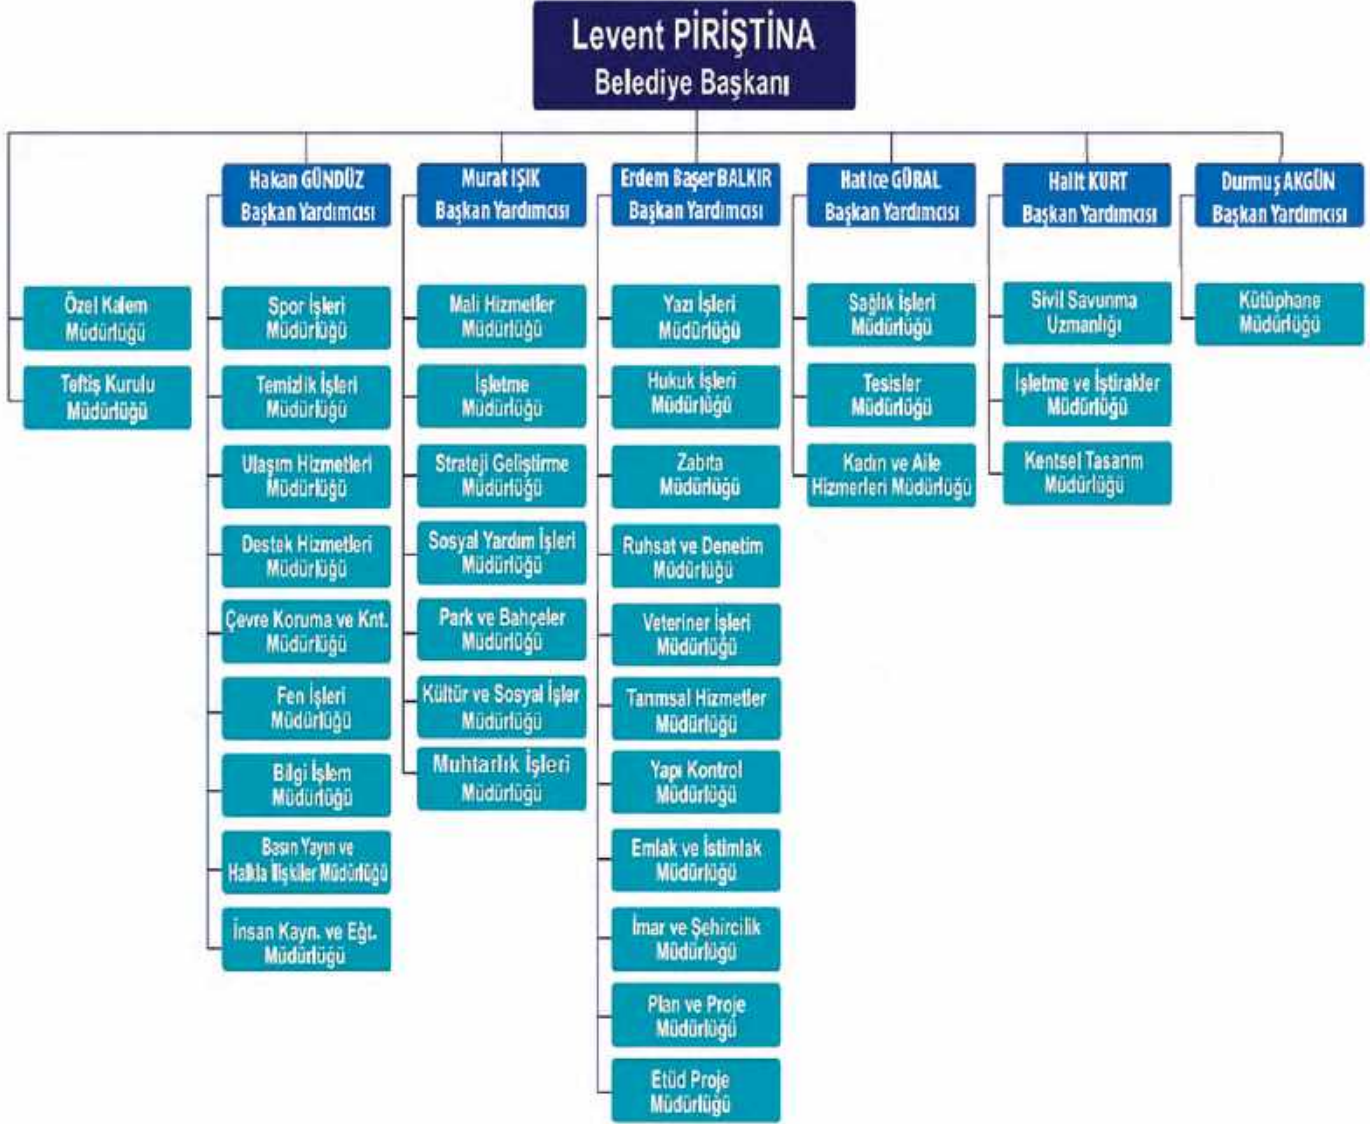 Levent PİRİŞTİNA
Belediye Başkanı
Hakan GÜNDÜZ
Başkan Yardımcısı
Murat IŞIK
Başkan Yardımcısı
Erdem Başer BALKIR
Başkan Yardımcısı
Hatice GÜRAL
Başkan Yardımcısı
Halit KURT
Başkan Yardımcısı
Durmuş AKGÜN
Başkan Yardımcısı
Özel Kalem
Müdürlüğü
Teftiş Kurulu
Müdürlüğü
Spor İşleri
Müdürlüğü
Temizlik İşleri
Müdürlüğü
Ulaşım Hizmetleri
Müdürlüğü
Destek Hizmetleri
Müdürlüğü
Çevre Koruma ve Knt.
Müdürlüğü
Fen İşleri
Müdürlüğü
Bilgi İşlem
Müdürlüğü
Basın Yayın ve
Halkla İlişkiler Müdürlüğü
İnsan Kayn. ve Eğt.
Müdürlüğü
Mali Hizmetler
Müdürlüğü
İşletme
Müdürlüğü
Strateji Geliştirme
Müdürlüğü
Sosyal Yardım İşleri
Müdürlüğü
Park ve Bahçeler
Müdürlüğü
Kültür ve Sosyal İşler
Müdürlüğü
Muhtarlık İşleri
Müdürlüğü
Yazı İşleri
Müdürlüğü
Hukuk İşleri
Müdürlüğü
Zabıta
Müdürlüğü
Ruhsat ve Denetim
Müdürlüğü
Veteriner İşleri
Müdürlüğü
Tarımsal Hizmetler
Müdürlüğü
Yapı Kontrol
Müdürlüğü
Emlak ve İstimlak
Müdürlüğü
İmar ve Şehircilik
Müdürlüğü
Plan ve Proje
Müdürlüğü
Etüd Proje
Müdürlüğü
Sağlık İşleri
Müdürlüğü
Tesisler
Müdürlüğü
Kadın ve Aile
Hizmerleri Müdürlüğü
Sivil Savunma
Uzmanlığı
İşletme ve İştirakler
Müdürlüğü
Kentsel Tasarım
Müdürlüğü
Kütüphane
Müdürlüğü